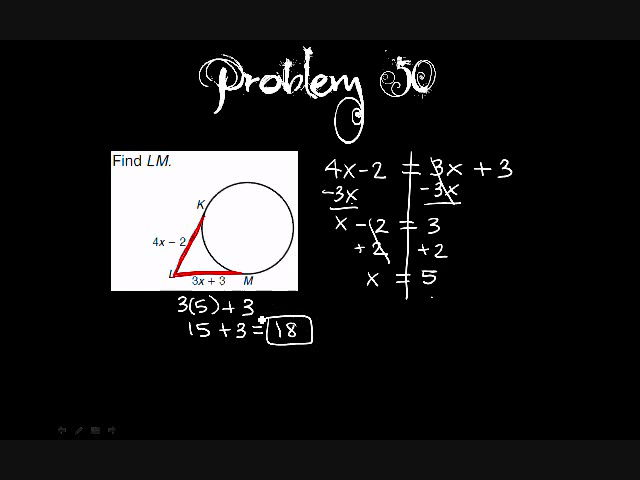 Problem 50
Find LM.
K
4x − 2
L
3x + 3
M
4x - 2 = 3x + 3
-3x -3x
x - 2 = 3
+2 +2
x = 5
3(5) + 3
15 + 3 = 18